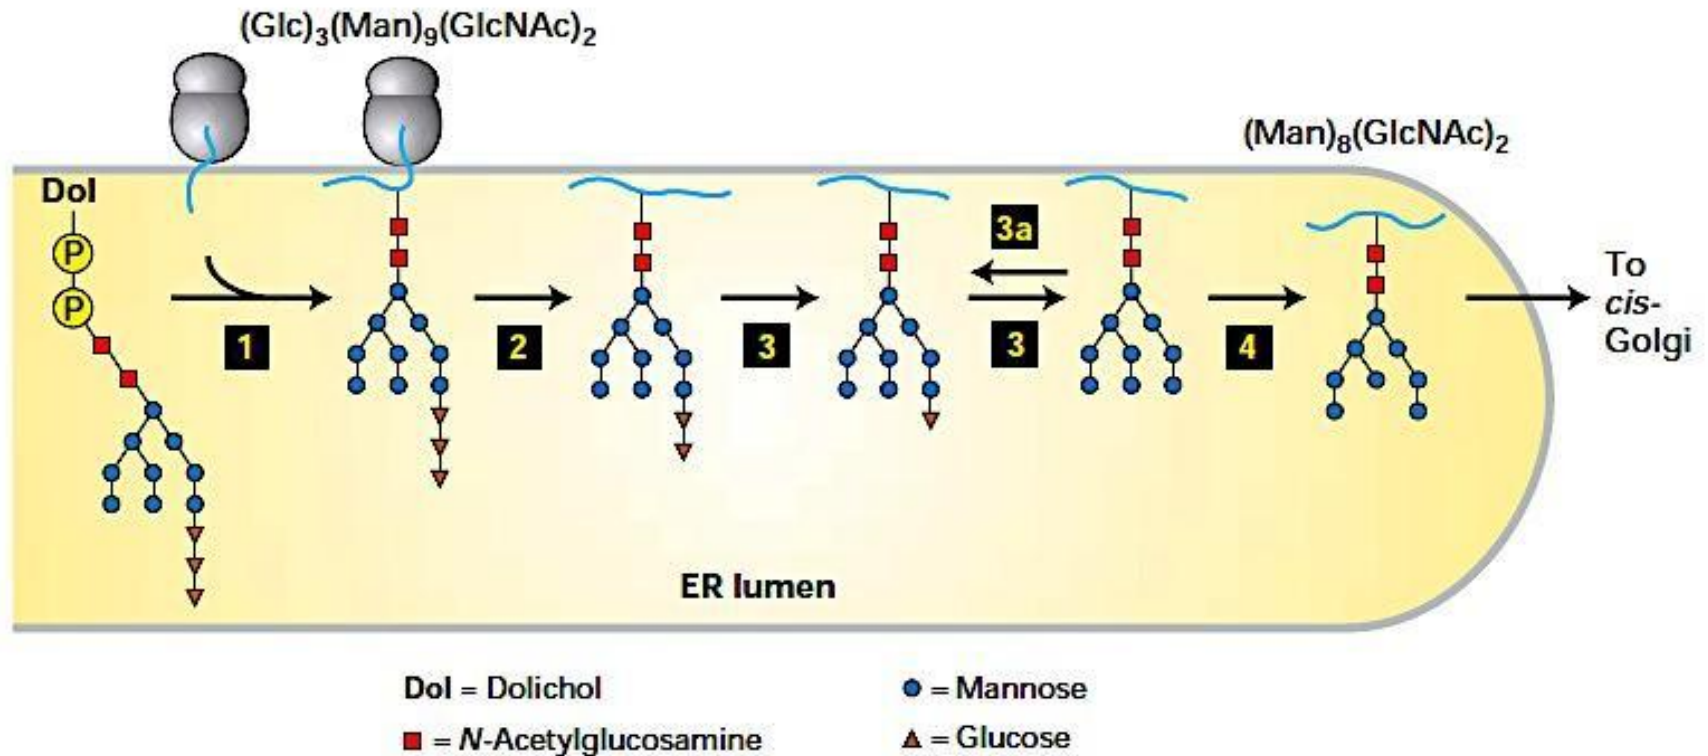 (Glc)₃(Man)₉(GlcNAc)₂
(Man)₈(GlcNAc)₂
Dol
P
P
1
2
3
3a
3
4
To
cis-
Golgi
ER lumen
Dol = Dolichol
= Mannose
= N-Acetylglucosamine
= Glucose